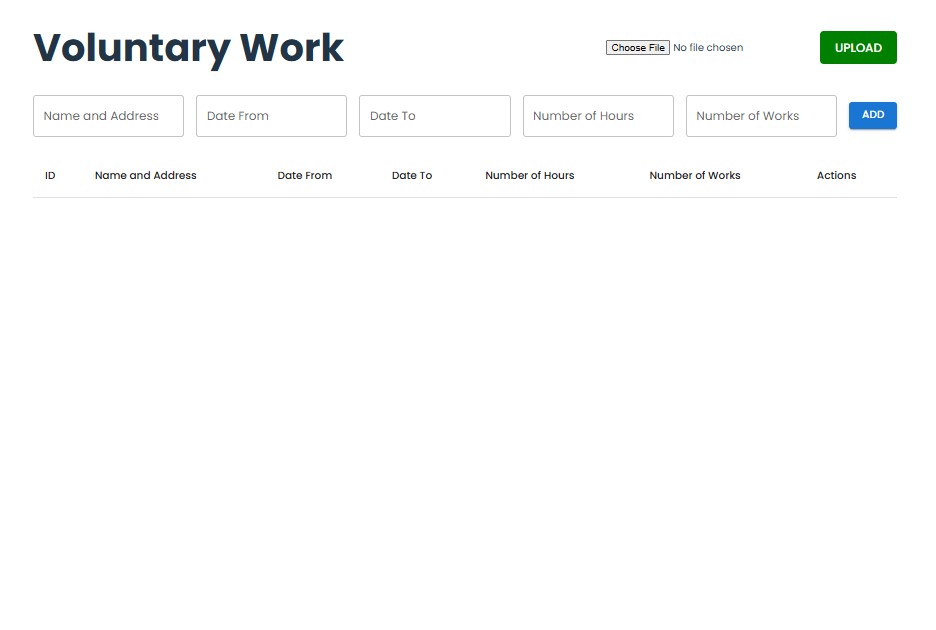 Voluntary Work
Choose File No file chosen
UPLOAD
Name and Address Date From Date To Number of Hours Number of Works ADD
ID Name and Address Date From Date To Number of Hours Number of Works Actions